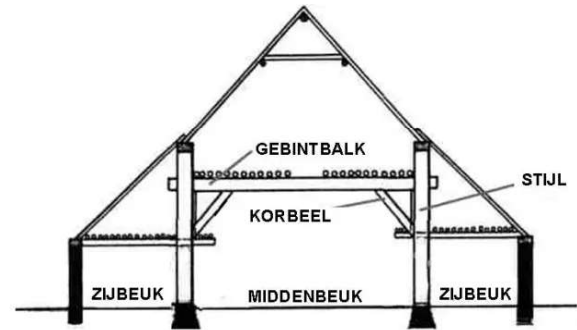 GEBINTBALK
STIJL
KORBEEL
ZIJBEUK MIDDENBEUK ZIJBEUK